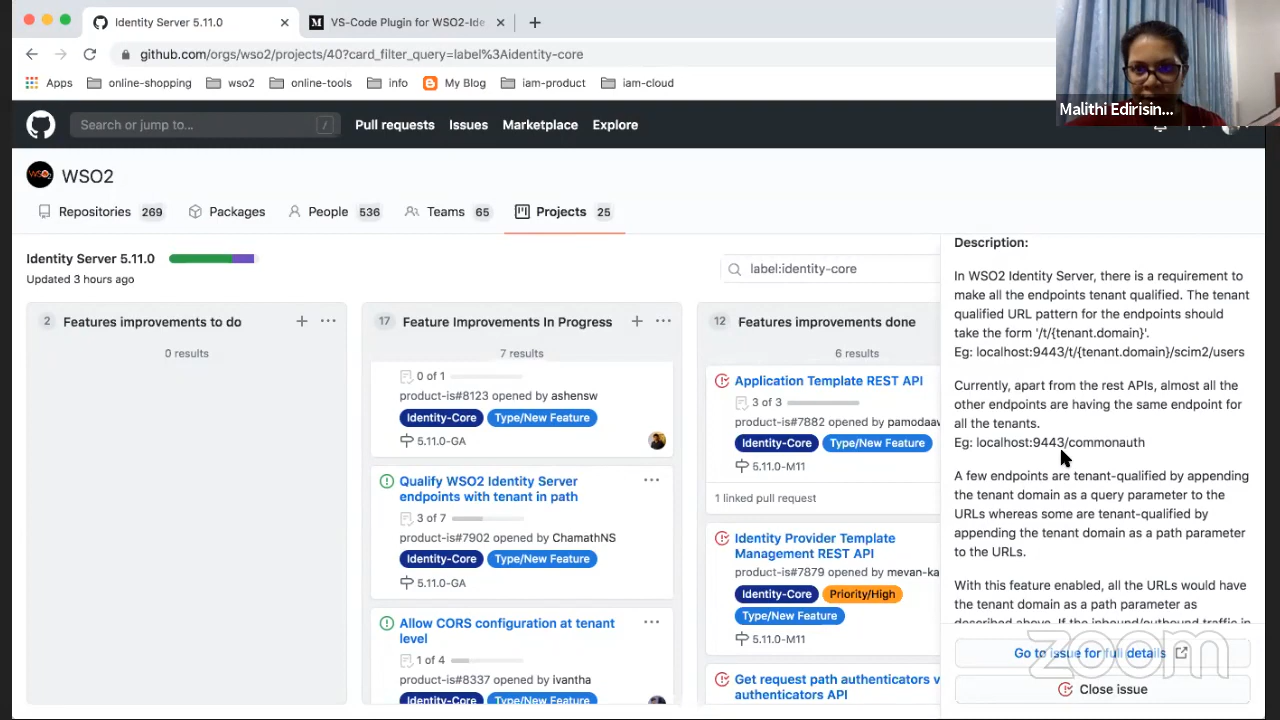 Identity Server 5.11.0
VS-Code Plugin for WSO2-Ide
github.com/orgs/wso2/projects/40?card_filter_query=label%3Aidentity-core
Apps
online-shopping
wso2
online-tools
info
My Blog
iam-product
iam-cloud
Malithi Edirisin...
Search or jump to...
/
Pull requests
Issues
Marketplace
Explore
WSO2
WSO2
Repositories 269
Packages
People 536
Teams 65
Projects 25
Identity Server 5.11.0
Updated 3 hours ago
label:identity-core
2 Features improvements to do
0 results
17 Feature Improvements In Progress
7 results
0 of 1
product-is#8123 opened by ashensw
Identity-Core Type/New Feature
5.11.0-GA
Qualify WSO2 Identity Server
endpoints with tenant in path
3 of 7
product-is#7902 opened by ChamathNS
Identity-Core Type/New Feature
5.11.0-GA
Allow CORS configuration at tenant
level
1 of 4
product-is#8337 opened by ivantha
Identity-Core Type/New Feature
12 Features improvements done
6 results
Application Template REST API
3 of 3
product-is#7882 opened by pamodaaw
Identity-Core Type/New Feature
5.11.0-M11
1 linked pull request
Identity Provider Template
Management REST API
product-is#7879 opened by mevan-ka
Identity-Core Priority/High
Type/New Feature
5.11.0-M11
Get request path authenticators v
authenticators API
Description:
In WSO2 Identity Server, there is a requirement to
make all the endpoints tenant qualified. The tenant
qualified URL pattern for the endpoints should
take the form '/t/{tenant.domain}'.
Eg: localhost:9443/t/{tenant.domain}/scim2/users
Currently, apart from the rest APIs, almost all the
other endpoints are having the same endpoint for
all the tenants.
Eg: localhost:9443/commonauth
A few endpoints are tenant-qualified by appending
the tenant domain as a query parameter to the
URLs whereas some are tenant-qualified by
appending the tenant domain as a path parameter
to the URLs.
With this feature enabled, all the URLs would have
the tenant domain as a path parameter as
described above. If the inbound/outbound traffic in
Go to issue for full details
Close issue
zoom